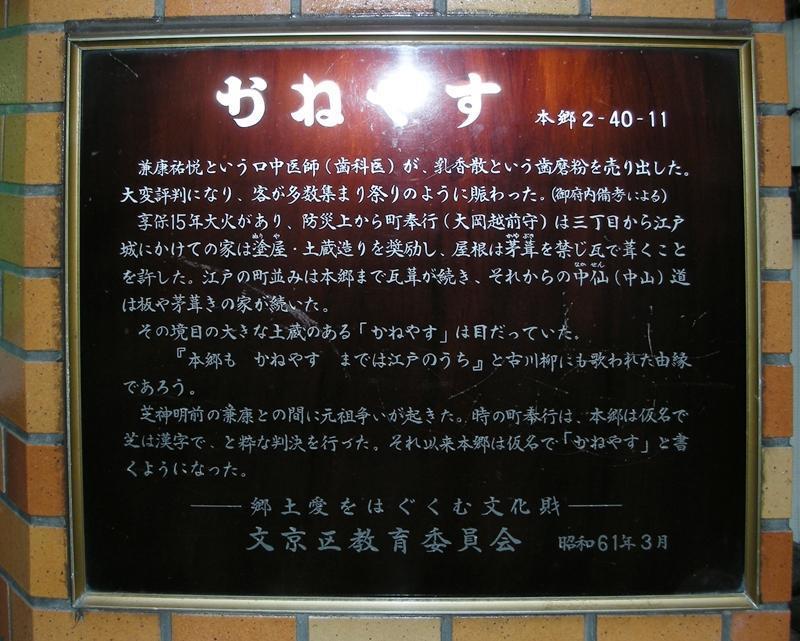 かねやす 本郷2-40-11
兼康祐悦という口中医師(歯科医)が、乳香散という歯磨粉を売り出した。
大変評判になり、客が多数集まり祭りのように賑わった。(御府内備考による)
享保15年大火があり、防災上から町奉行(大岡越前守)は三丁目から江戸
城にかけての家は塗屋・土蔵造りを奨励し、屋根は茅葺を禁じ瓦で葺くこと
を許した。江戸の町並みは本郷まで瓦葺が続き、それからの中仙(中山)道
は板や茅葺きの家が続いた。
その境目の大きな土蔵のある「かねやす」は目だっていた。
『本郷も かねやす までは江戸のうち』と古川柳にも歌われた由縁
であろう。
芝神明前の兼康との間に元祖争いが起きた。時の町奉行は、本郷は仮名で
芝は漢字で、と粋な判決を行った。それ以来本郷は仮名で「かねやす」と書
くようになった。
郷土愛をはぐくむ文化財
文京区教育委員会 昭和61年3月